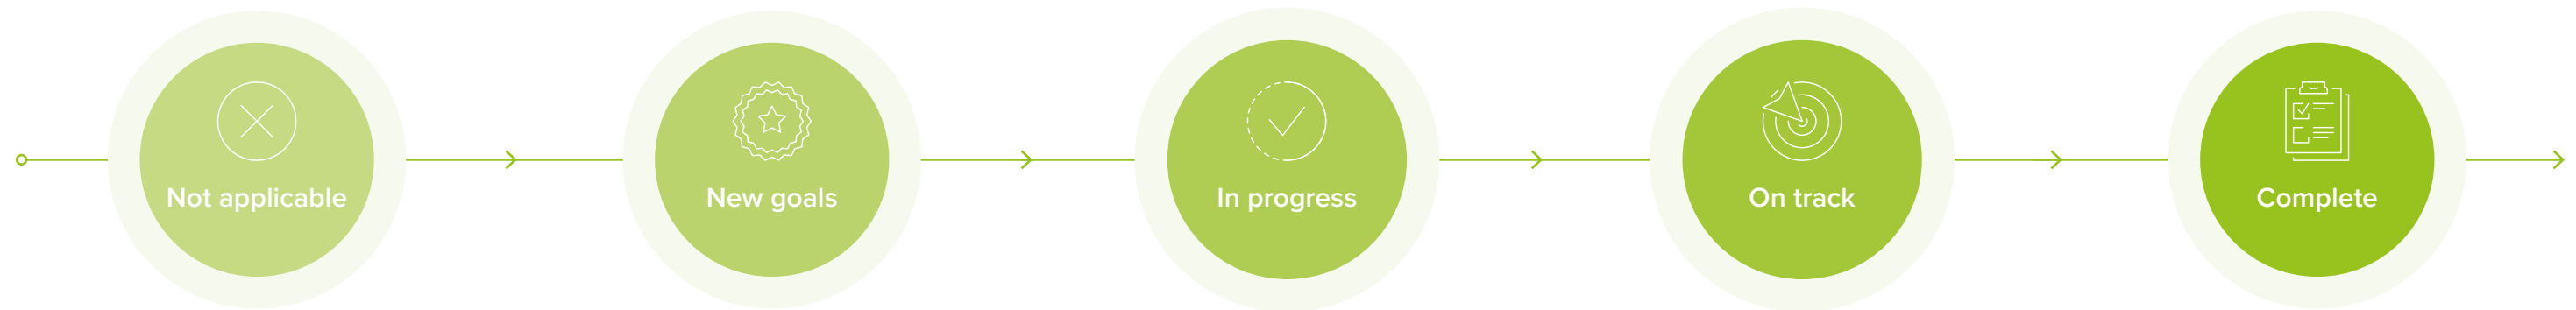 Not applicable
New goals
In progress
On track
Complete